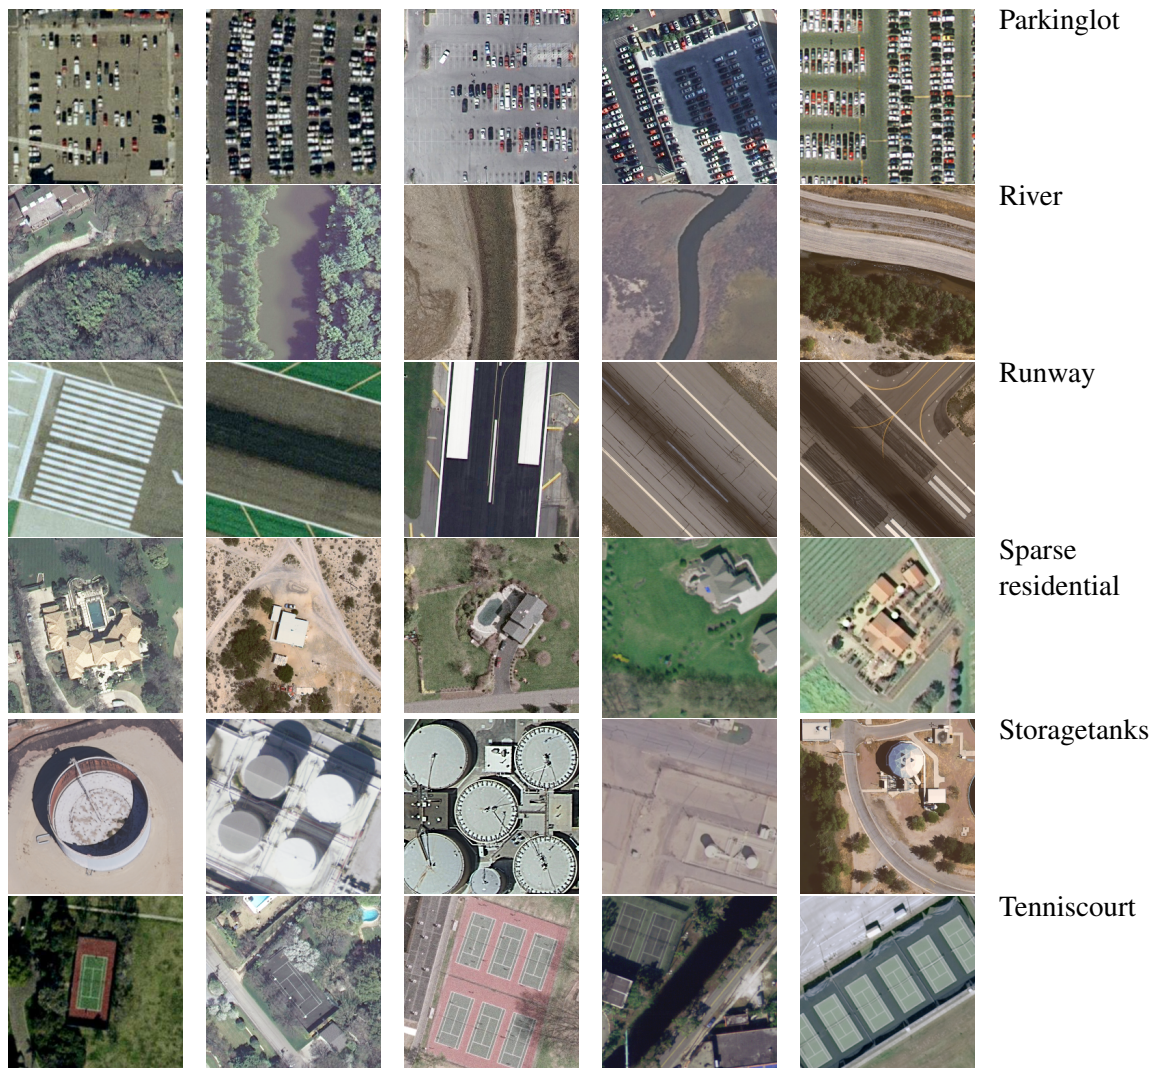 Parkinglot
River
Runway
Sparse
residential
Storagetanks
Tenniscourt